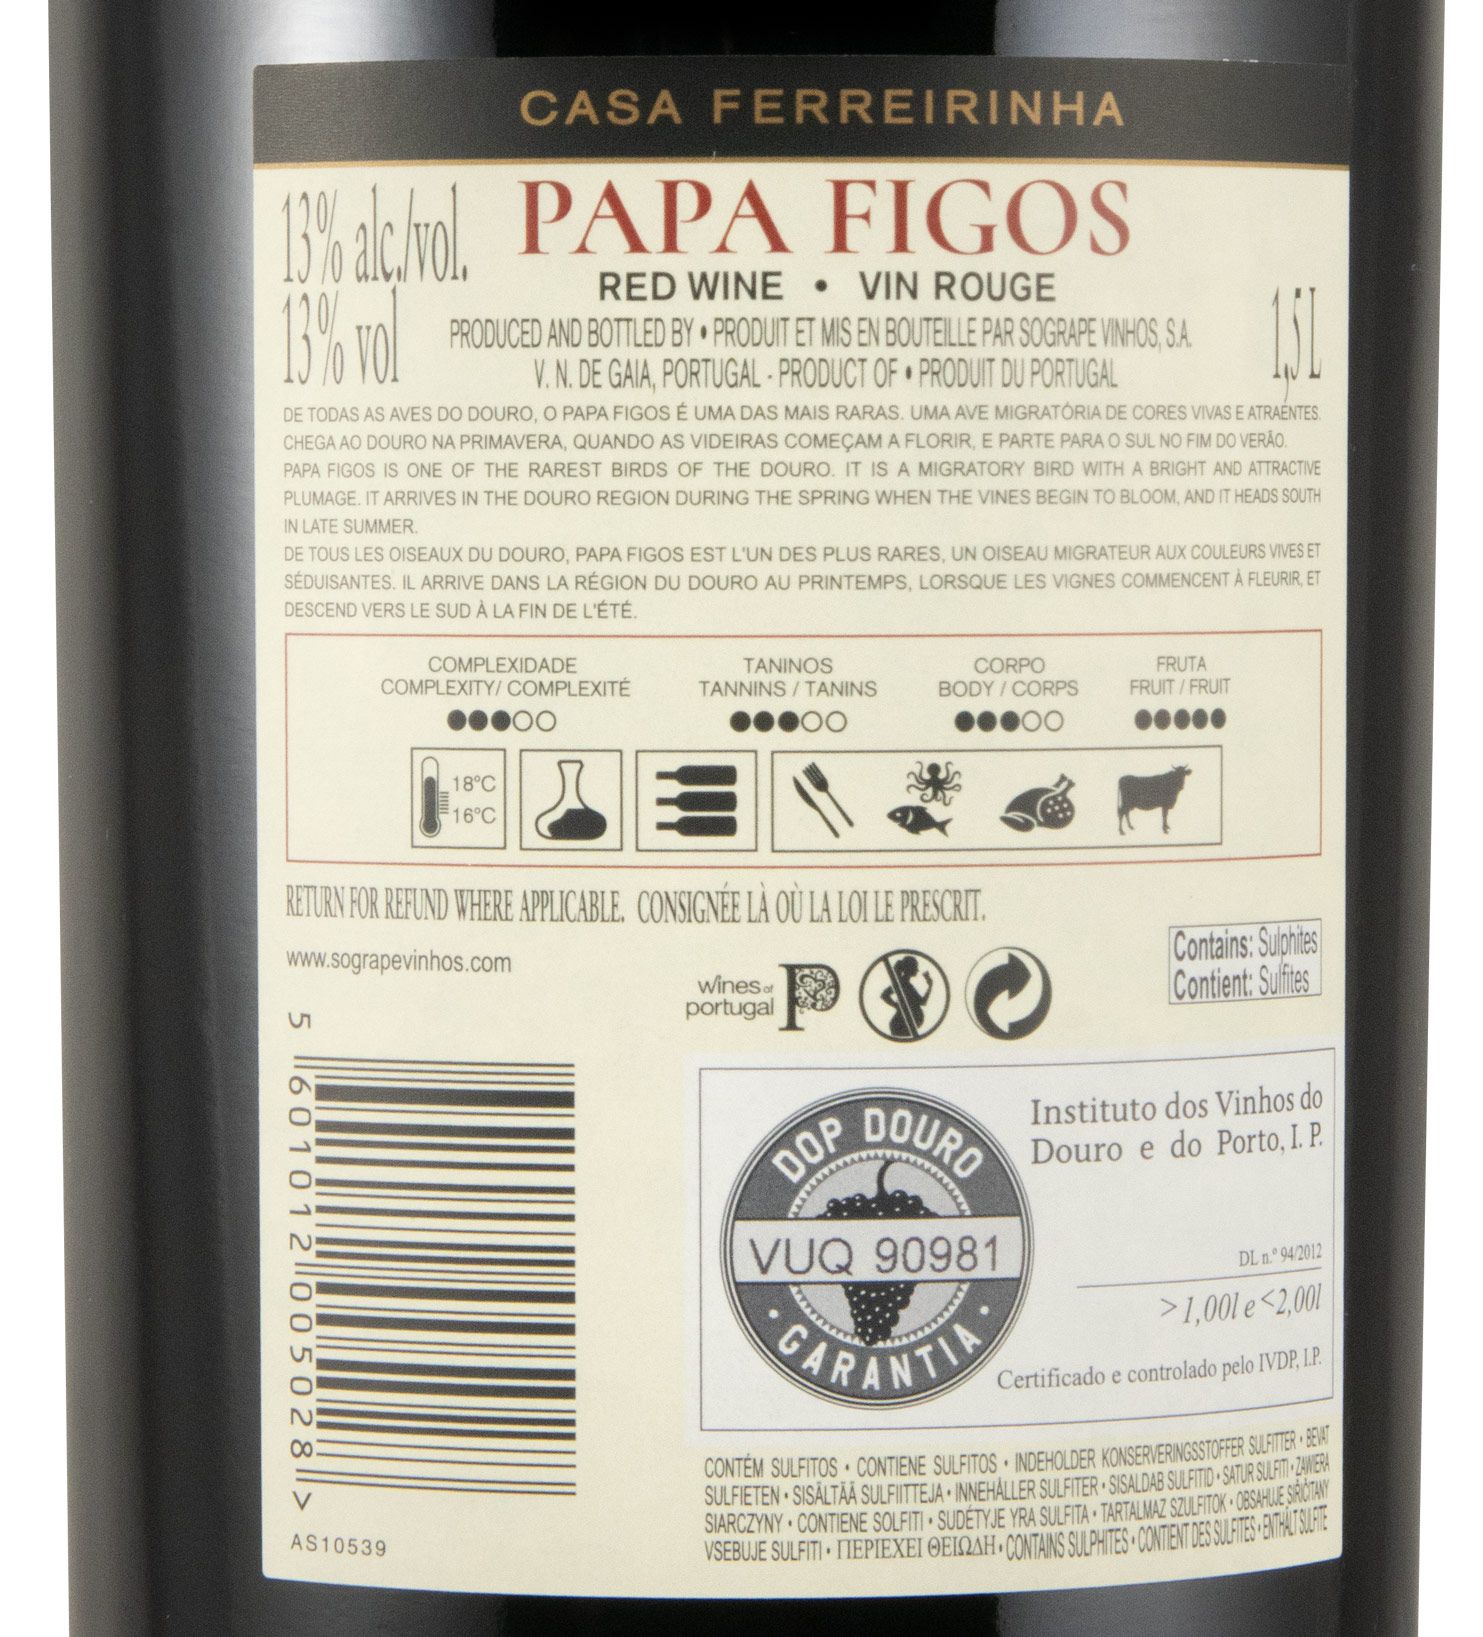 CASA FERREIRINHA
13% alc./vol.
13% vol
PAPA FIGOS
RED WINE • VIN ROUGE
1,5 L
PRODUCED AND BOTTLED BY • PRODUIT ET MIS EN BOUTEILLE PAR SOGRAPE VINHOS, S.A.
V. N. DE GAIA, PORTUGAL - PRODUCT OF • PRODUIT DU PORTUGAL
DE TODAS AS AVES DO DOURO, O PAPA FIGOS É UMA DAS MAIS RARAS. UMA AVE MIGRATÓRIA DE CORES VIVAS E ATRAENTES.
CHEGA AO DOURO NA PRIMAVERA, QUANDO AS VIDEIRAS COMEÇAM A FLORIR, E PARTE PARA O SUL NO FIM DO VERÃO.
PAPA FIGOS IS ONE OF THE RAREST BIRDS OF THE DOURO. IT IS A MIGRATORY BIRD WITH A BRIGHT AND ATTRACTIVE
PLUMAGE. IT ARRIVES IN THE DOURO REGION DURING THE SPRING WHEN THE VINES BEGIN TO BLOOM, AND IT HEADS SOUTH
IN LATE SUMMER.
DE TOUS LES OISEAUX DU DOURO, PAPA FIGOS EST L'UN DES PLUS RARES, UN OISEAU MIGRATEUR AUX COULEURS VIVES ET
SÉDUISANTES. IL ARRIVE DANS LA RÉGION DU DOURO AU PRINTEMPS, LORSQUE LES VIGNES COMMENCENT À FLEURIR, ET
DESCEND VERS LE SUD À LA FIN DE L'ÉTÉ.
COMPLEXIDADE
COMPLEXITY/ COMPLEXITÉ
TANINOS
TANNINS / TANINS
CORPO
BODY / CORPS
FRUTA
FRUIT / FRUIT
18ºC
16ºC
RETURN FOR REFUND WHERE APPLICABLE. CONSIGNÉE LÀ OÙ LA LOI LE PRESCRIT.
www.sograpevinhos.com
wines of
portugal
Contains: Sulphites
Contient: Sulfites
5 601012 005028 >
AS10539
DOP DOURO
VUQ 90981
GARANTIA
Instituto dos Vinhos do
Douro e do Porto, I. P.
DL n.º 94/2012
>1,00l e <2,00l
Certificado e controlado pelo IVDP, I.P.
CONTÉM SULFITOS • CONTIENE SULFITOS • INDEHOLDER KONSERVERINGSSTOFFER SULFITTER • BEVAT
SULFIETEN • SISÄLTÄÄ SULFIITTEJA • INNEHÅLLER SULFITER • SISALDAB SULFITID • SATUR SULFITI • ZAWIERA
SIARCZYNY • CONTIENE SOLFITI • SUDĖTYJE YRA SULFITA • TARTALMAZ SZULFITOK • OBSAHUJE SIŘIČITANY
VSEBUJE SULFITI • ΠΕΡΙΕΧΕΙ ΘΕΙΩΔΗ • CONTAINS SULPHITES • CONTIENT DES SULFITES • ENTHÄLT SULFITE